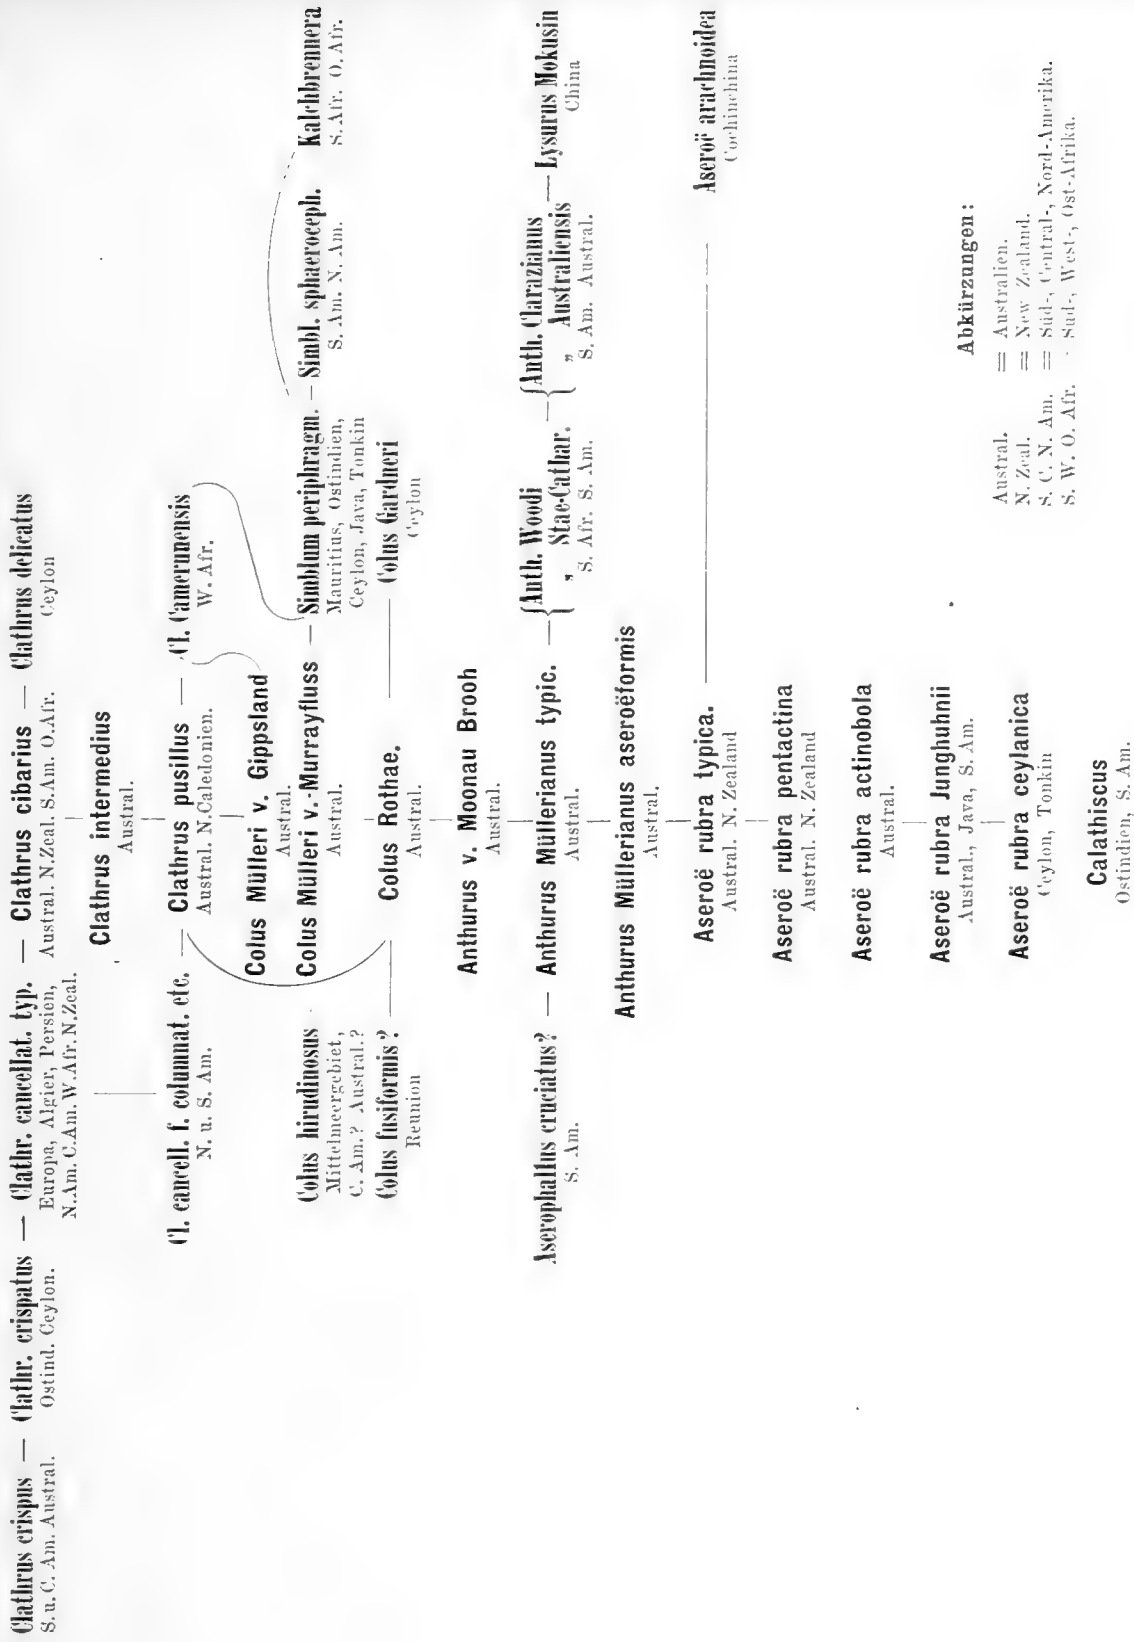 Clathrus crispus — Clathr. crispatus — Clathr. cancellat. typ. — Clathrus cibarius — Clathrus delicatus
S. u. C. Am. Austral. Ostind. Ceylon. Europa, Algier, Persien, Austral. N.Zeal. S.Am. O.Afr. Ceylon
N.Am. C.Am. W.Afr. N.Zeal.
Clathrus intermedius
Austral.
Cl. cancell. f. columnat. etc. — Clathrus pusillus — Cl. Camerunensis
N. u. S. Am. Austral. N.Caledonien. W. Afr.
Colus Mülleri v. Gippsland
Austral.
Colus hirudinosus Colus Mülleri v.-Murrayfluss — Simblum periphragm. — Simbl. sphaeroceph. Kalchbrennera
Mittelmeergebiet, Austral. Mauritius, Ostindien, S. Am. N. Am. S. Afr. O. Afr.
C. Am.? Austral.? Ceylon, Java, Tonkin
Colus fusiformis? — Colus Rothae. — Colus Gardneri
Reunion Austral. Ceylon
Anthurus v. Moonau Brooh
Austral.
Aserophallus cruciatus? — Anthurus Müllerianus typic. — {Anth. Woodi — {Anth. Clarazianus — Lysurus Mokusin
„ Stae-Cathar. „ Australiensis China
S. Am. Austral. S. Afr. S. Am. S. Am. Austral.
Anthurus Müllerianus aseroëformis
Austral.
Aseroë rubra typica. — Aseroë arachnoidea
Austral. N. Zealand Cochinchina
Aseroë rubra pentactina
Austral. N. Zealand
Aseroë rubra actinobola
Austral.
Aseroë rubra Junghuhnii
Austral., Java, S. Am.
Aseroë rubra ceylanica
Ceylon, Tonkin
Calathiscus
Ostindien, S. Am.
Abkürzungen:
Austral. = Australien.
N. Zeal. = New Zealand.
S. C. N. Am. = Süd-, Central-, Nord-Amerika.
S. W. O. Afr. - Sud-, West-, Ost-Afrika.